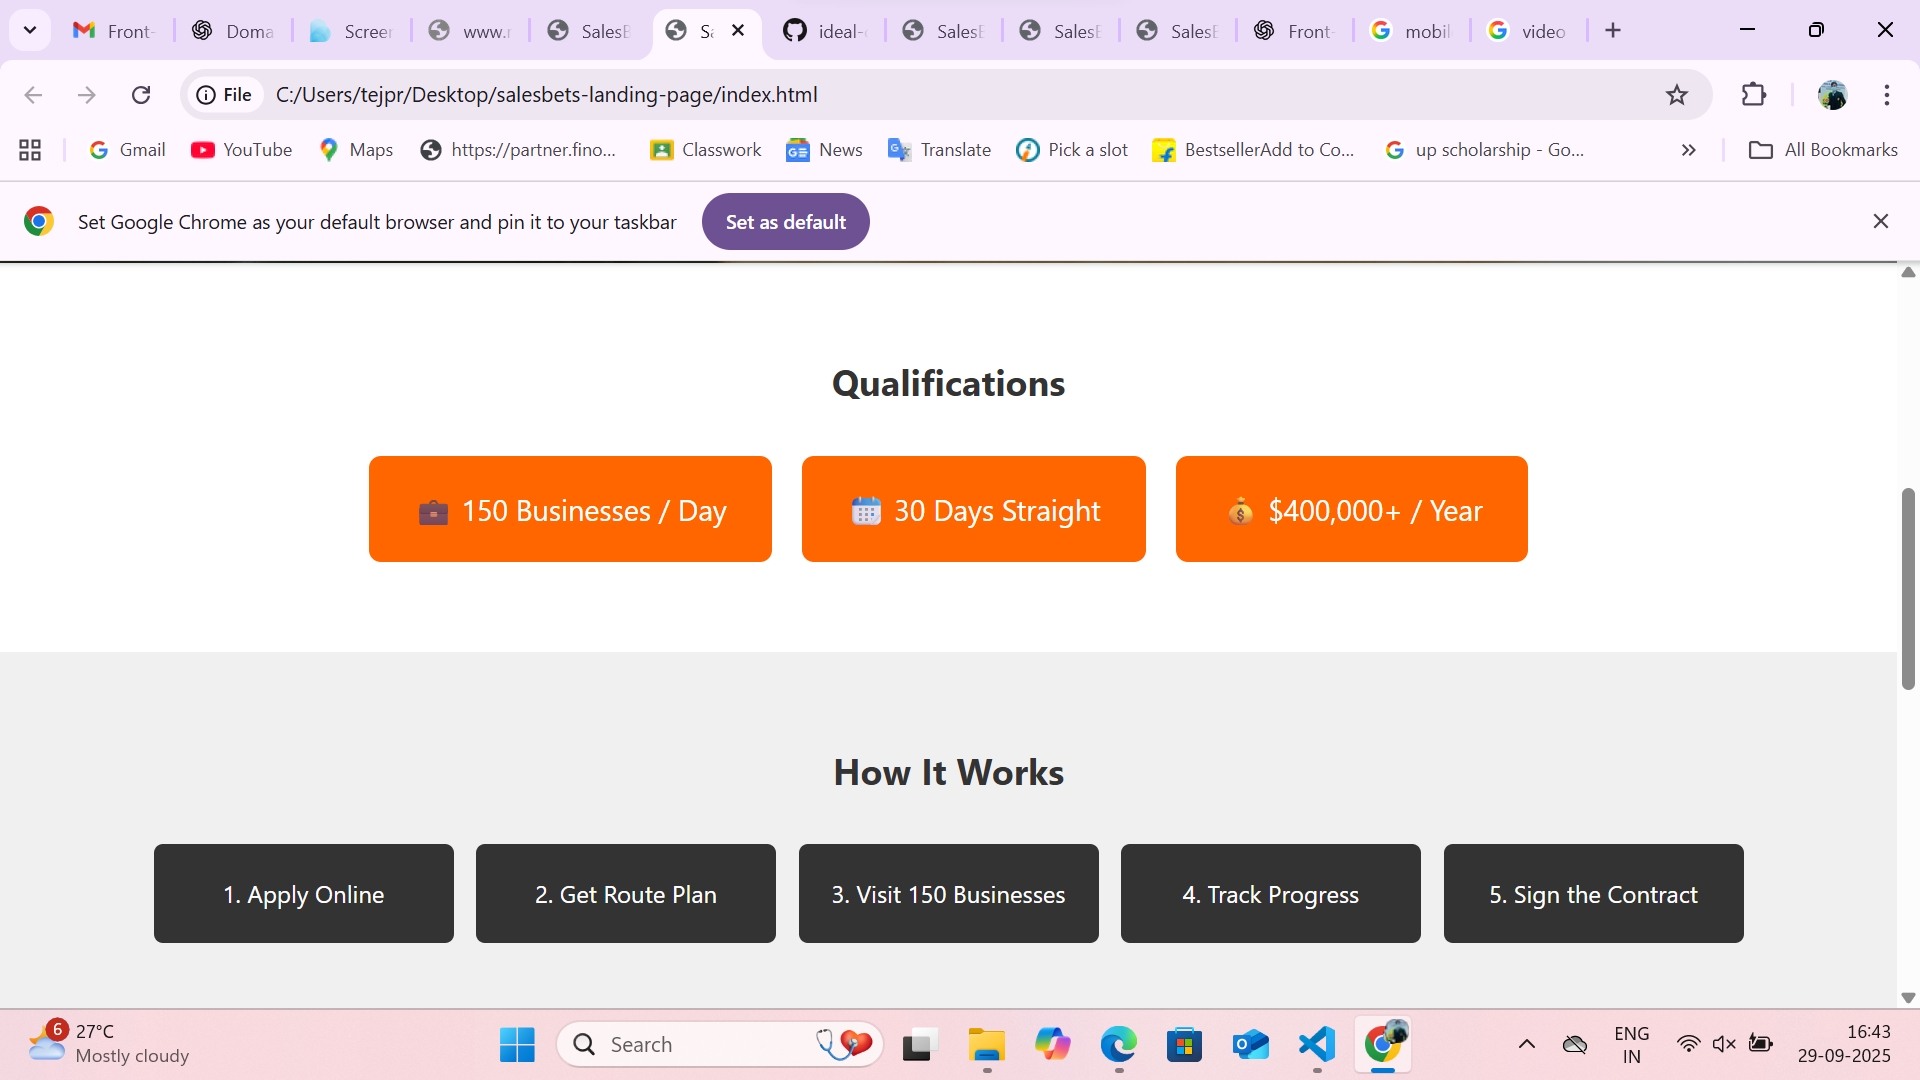 Front-
Doma
Screer
www.r
SalesB
Sa
ideal-
SalesE
SalesE
SalesE
Front-
mobil
video
File
C:/Users/tejpr/Desktop/salesbets-landing-page/index.html
Gmail
YouTube
Maps
https://partner.fino...
Classwork
News
Translate
Pick a slot
BestsellerAdd to Co...
up scholarship - Go...
All Bookmarks
Set Google Chrome as your default browser and pin it to your taskbar
Set as default
Qualifications
150 Businesses / Day
30 Days Straight
$400,000+ / Year
How It Works
1. Apply Online
2. Get Route Plan
3. Visit 150 Businesses
4. Track Progress
5. Sign the Contract
6
27°C
Mostly cloudy
Search
ENG
IN
16:43
29-09-2025